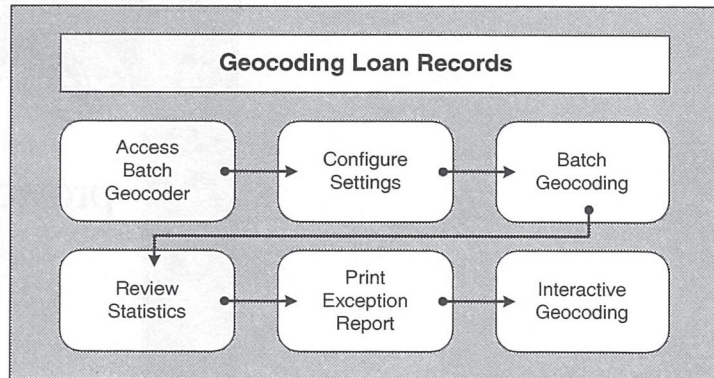 Geocoding Loan Records
Access
Batch
Geocoder
Configure
Settings
Batch
Geocoding
Review
Statistics
Print
Exception
Report
Interactive
Geocoding